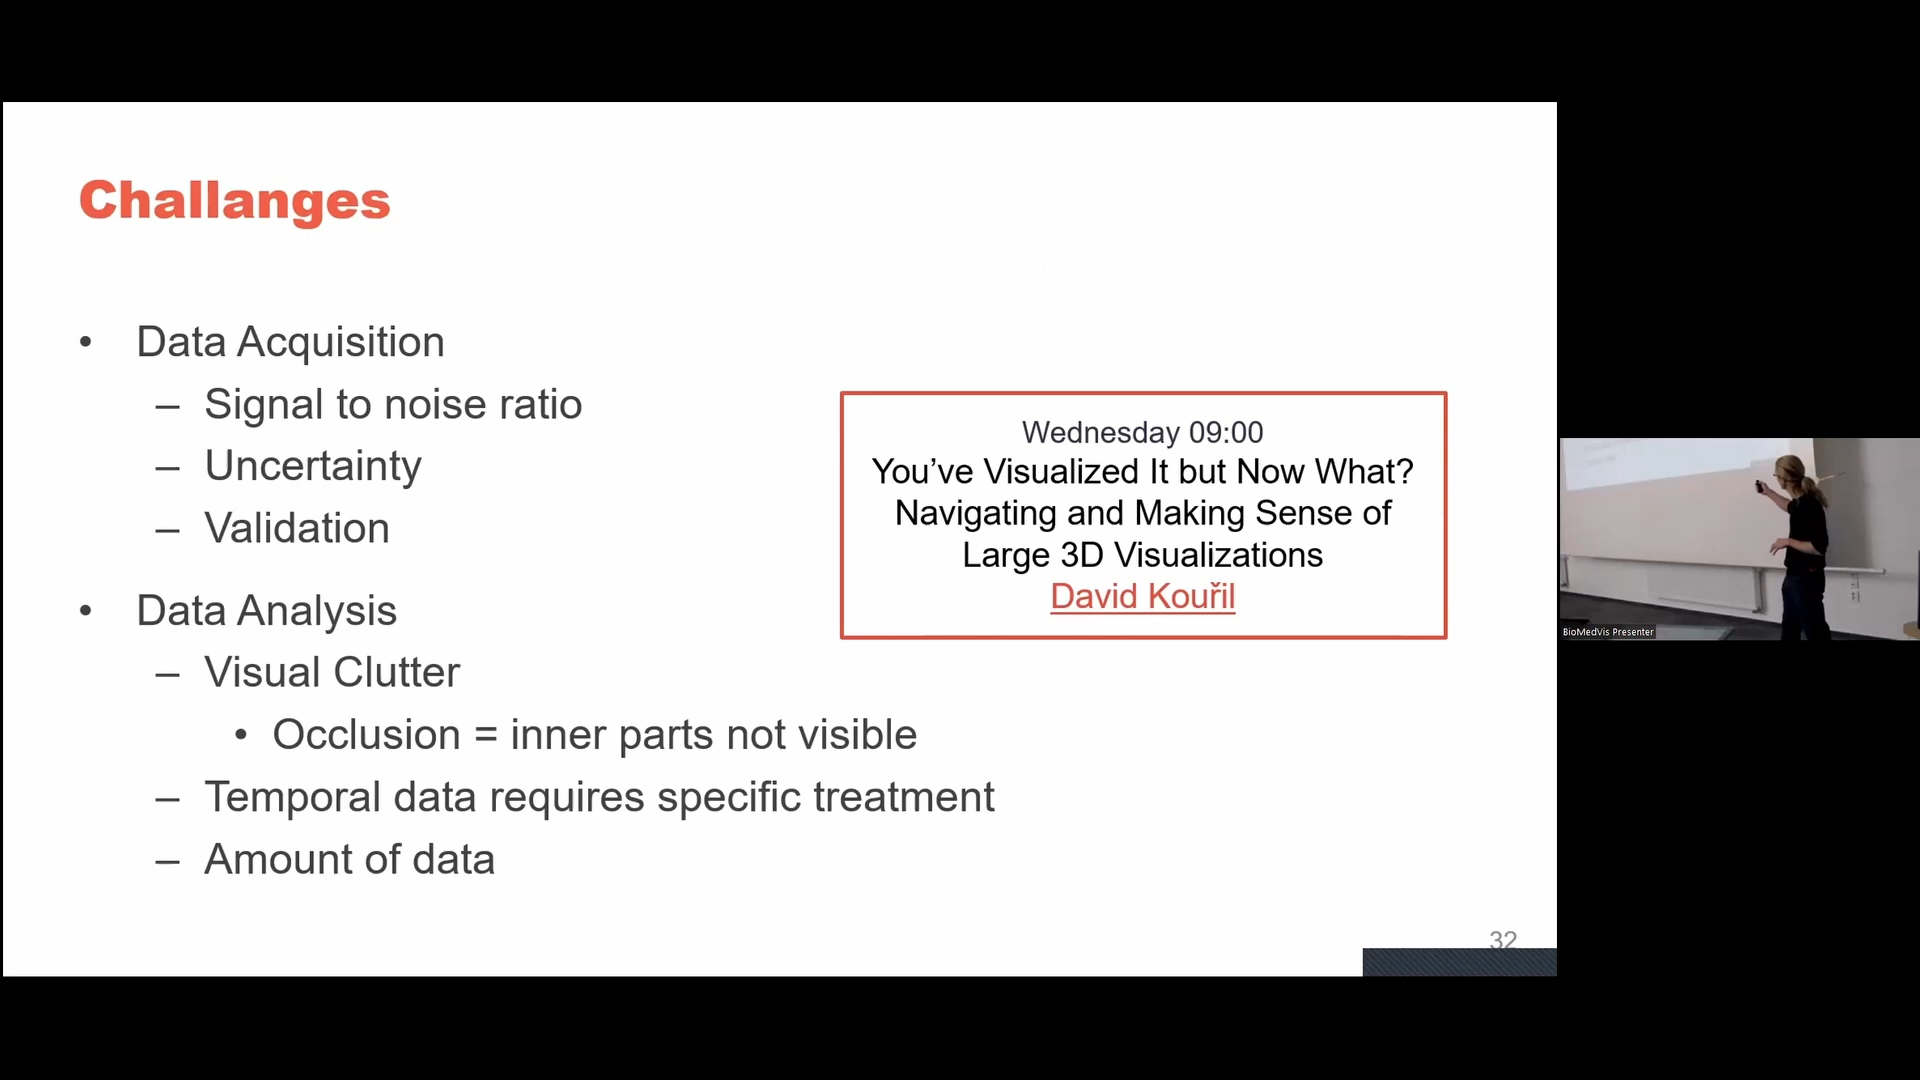 Challanges
• Data Acquisition
– Signal to noise ratio
– Uncertainty
– Validation
• Data Analysis
– Visual Clutter
• Occlusion = inner parts not visible
– Temporal data requires specific treatment
– Amount of data
Wednesday 09:00
You’ve Visualized It but Now What?
Navigating and Making Sense of
Large 3D Visualizations
David Kouřil
32
BioMedVis Presenter